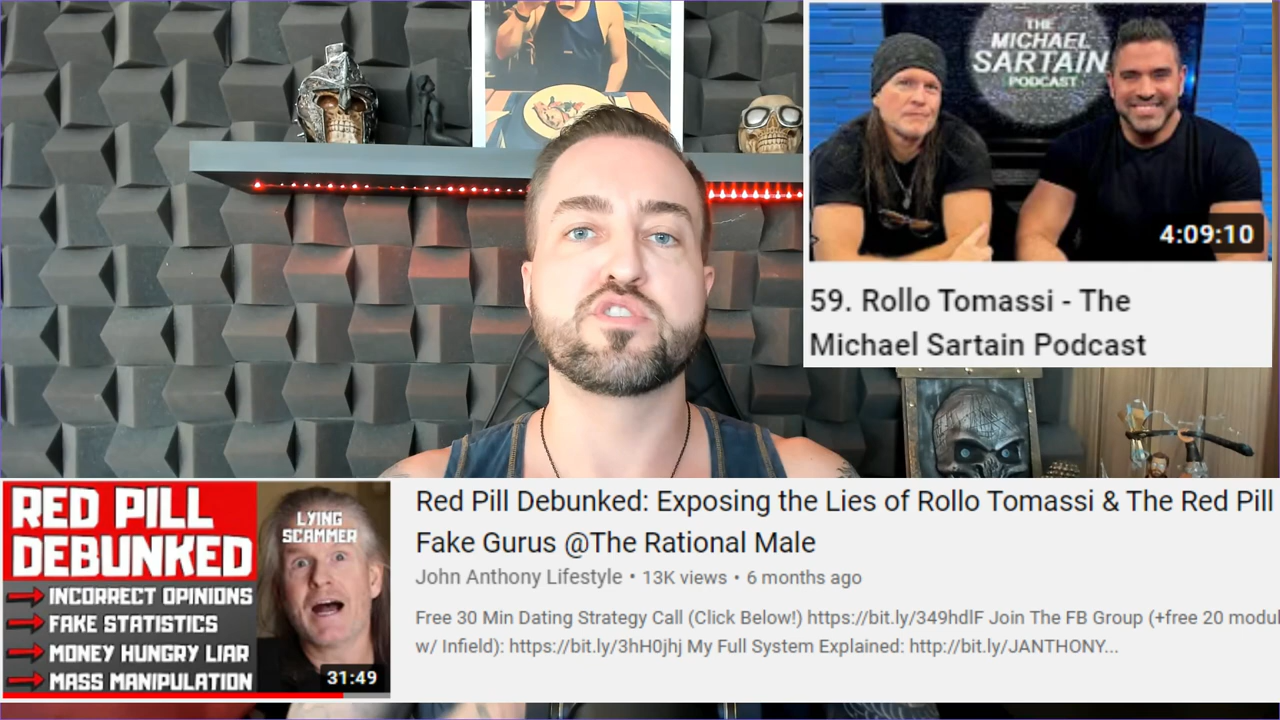 THE
MICHAEL
SARTAIN
PODCAST
4:09:10
59. Rollo Tomassi - The
Michael Sartain Podcast
RED PILL
DEBUNKED
INCORRECT OPINIONS
FAKE STATISTICS
MONEY HUNGRY LIAR
MASS MANIPULATION
LYING
SCAMMER
31:49
Red Pill Debunked: Exposing the Lies of Rollo Tomassi & The Red Pill
Fake Gurus @The Rational Male
John Anthony Lifestyle • 13K views • 6 months ago
Free 30 Min Dating Strategy Call (Click Below!) https://bit.ly/349hdlF Join The FB Group (+free 20 modul
w/ Infield): https://bit.ly/3hH0jhj My Full System Explained: http://bit.ly/JANTHONY...